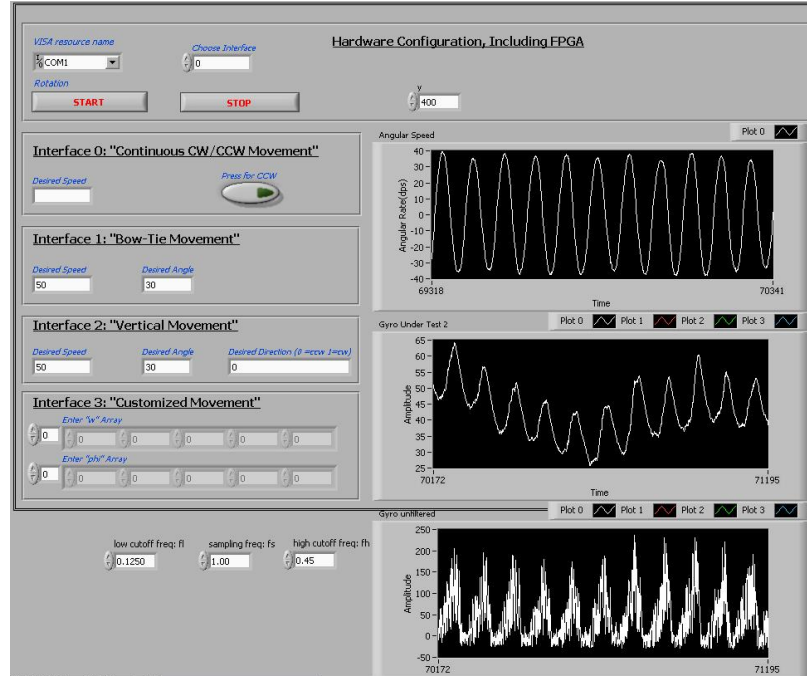 Hardware Configuration, Including FPGA
VISA resource name
Choose Interface
COM1
0
Rotation
START
STOP
y
400
Interface 0: "Continuous CW/CCW Movement"
Desired Speed
Press for CCW
Interface 1: "Bow-Tie Movement"
Desired Speed
Desired Angle
50
30
Interface 2: "Vertical Movement"
Desired Speed
Desired Angle
Desired Direction (0 =ccw 1=cw)
50
30
0
Interface 3: "Customized Movement"
Enter "w" Array
0
0
0
0
0
0
Enter "phi" Array
0
0
0
0
0
0
low cutoff freq: fl
sampling freq: fs
high cutoff freq: fh
0.1250
1.00
0.45
Angular Speed
Plot 0
Angular Rate(dps)
40
30
20
10
0
-10
-20
-30
-40
69318
70341
Time
Gyro Under Test 2
Plot 0
Plot 1
Plot 2
Plot 3
Amplitude
65
60
55
50
45
40
35
30
25
70172
71195
Time
Gyro unfiltered
Plot 0
Plot 1
Plot 2
Plot 3
Amplitude
250
200
150
100
50
0
-50
70172
71195